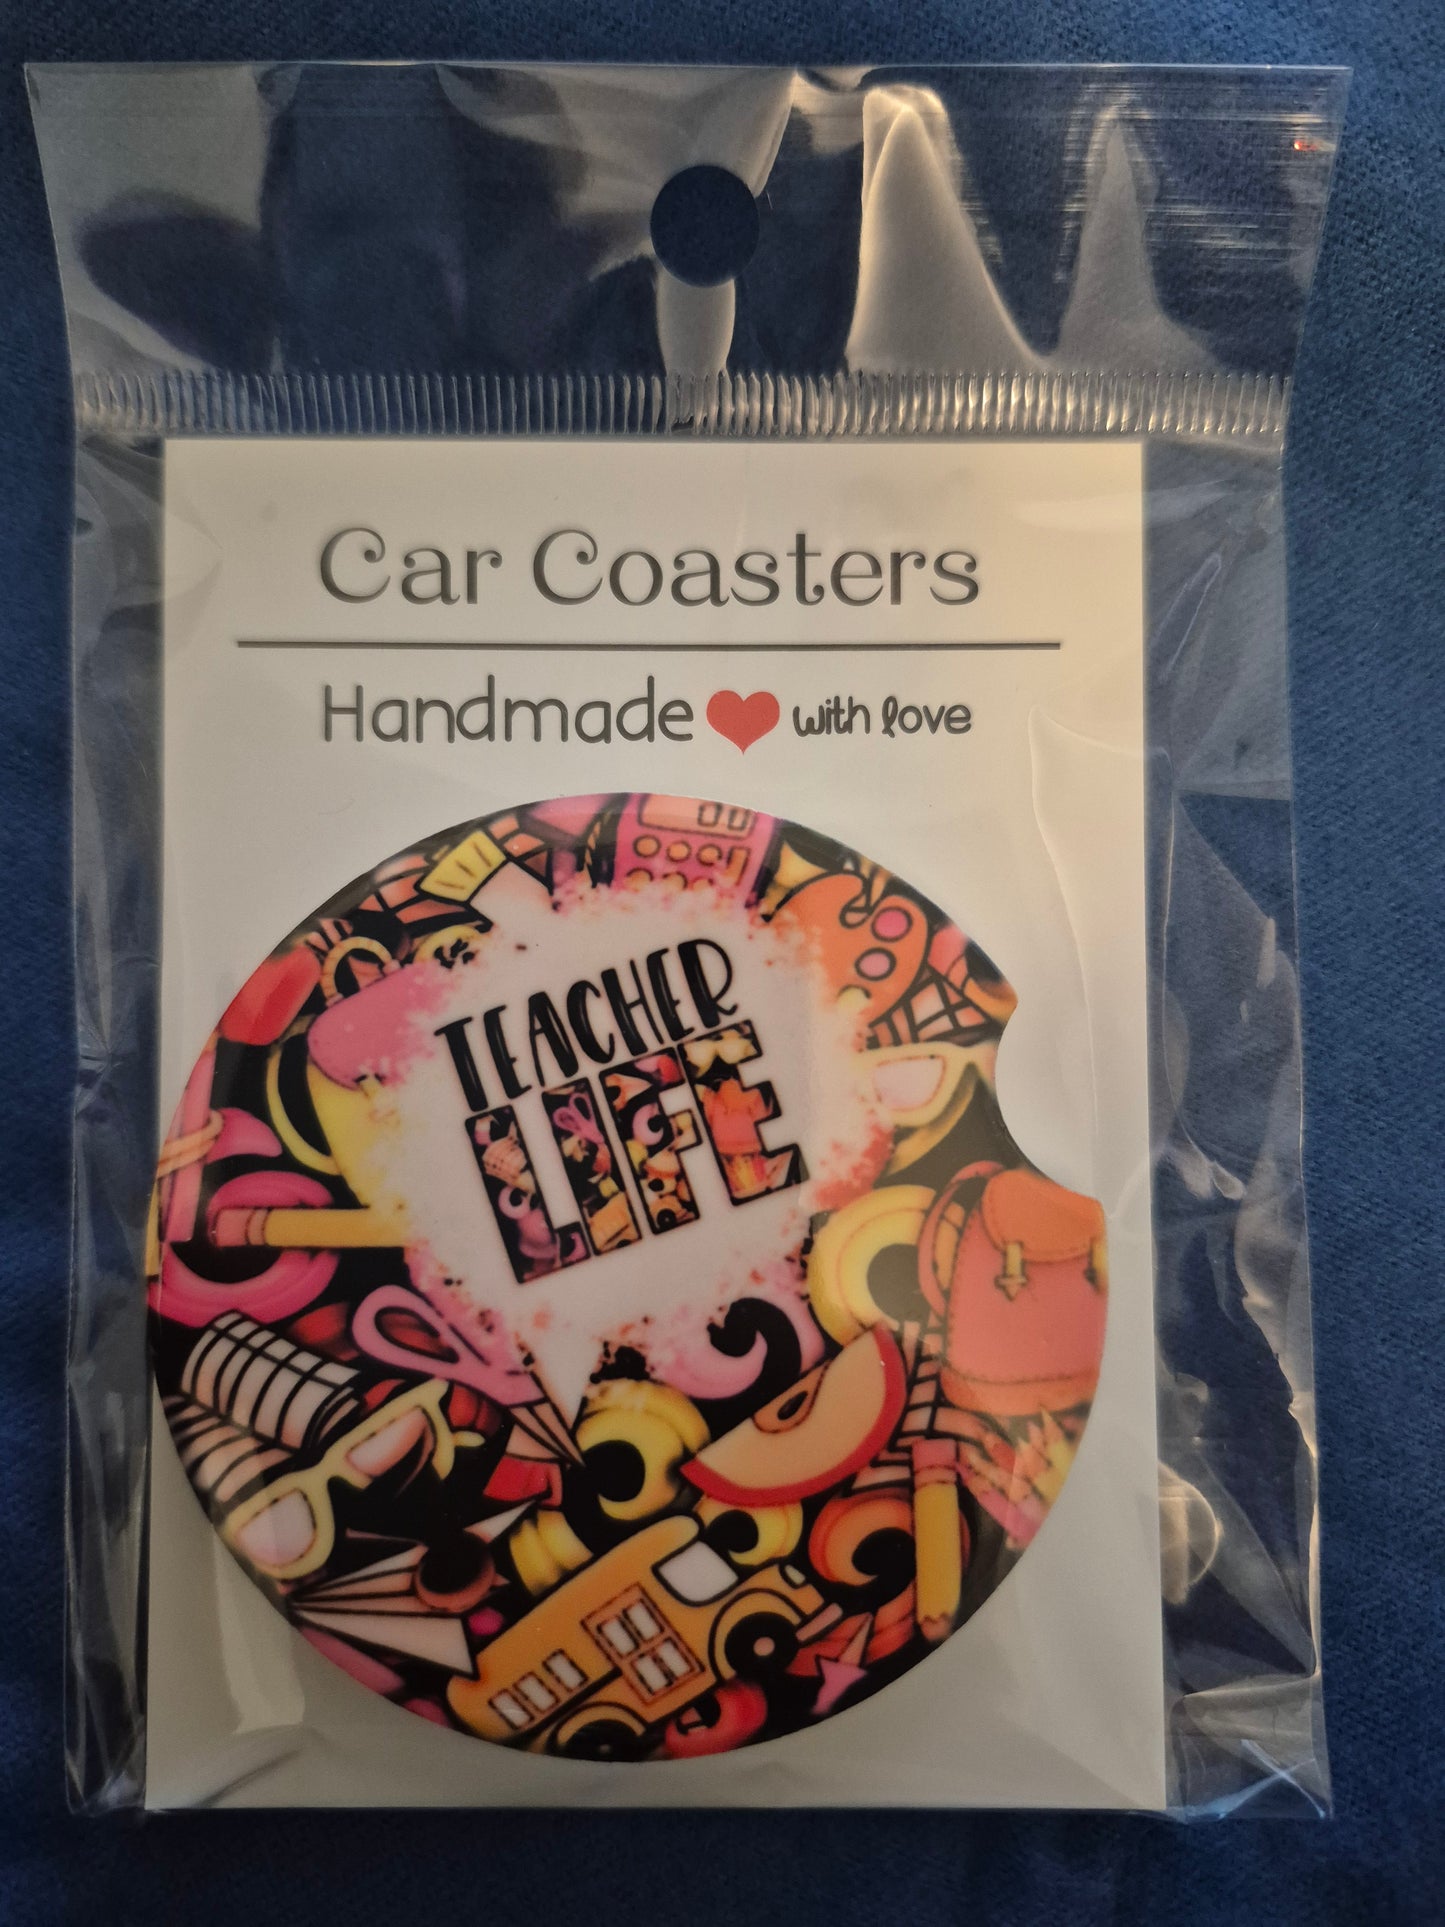 Car Coasters
Handmade with love
TEACHER
LIFE